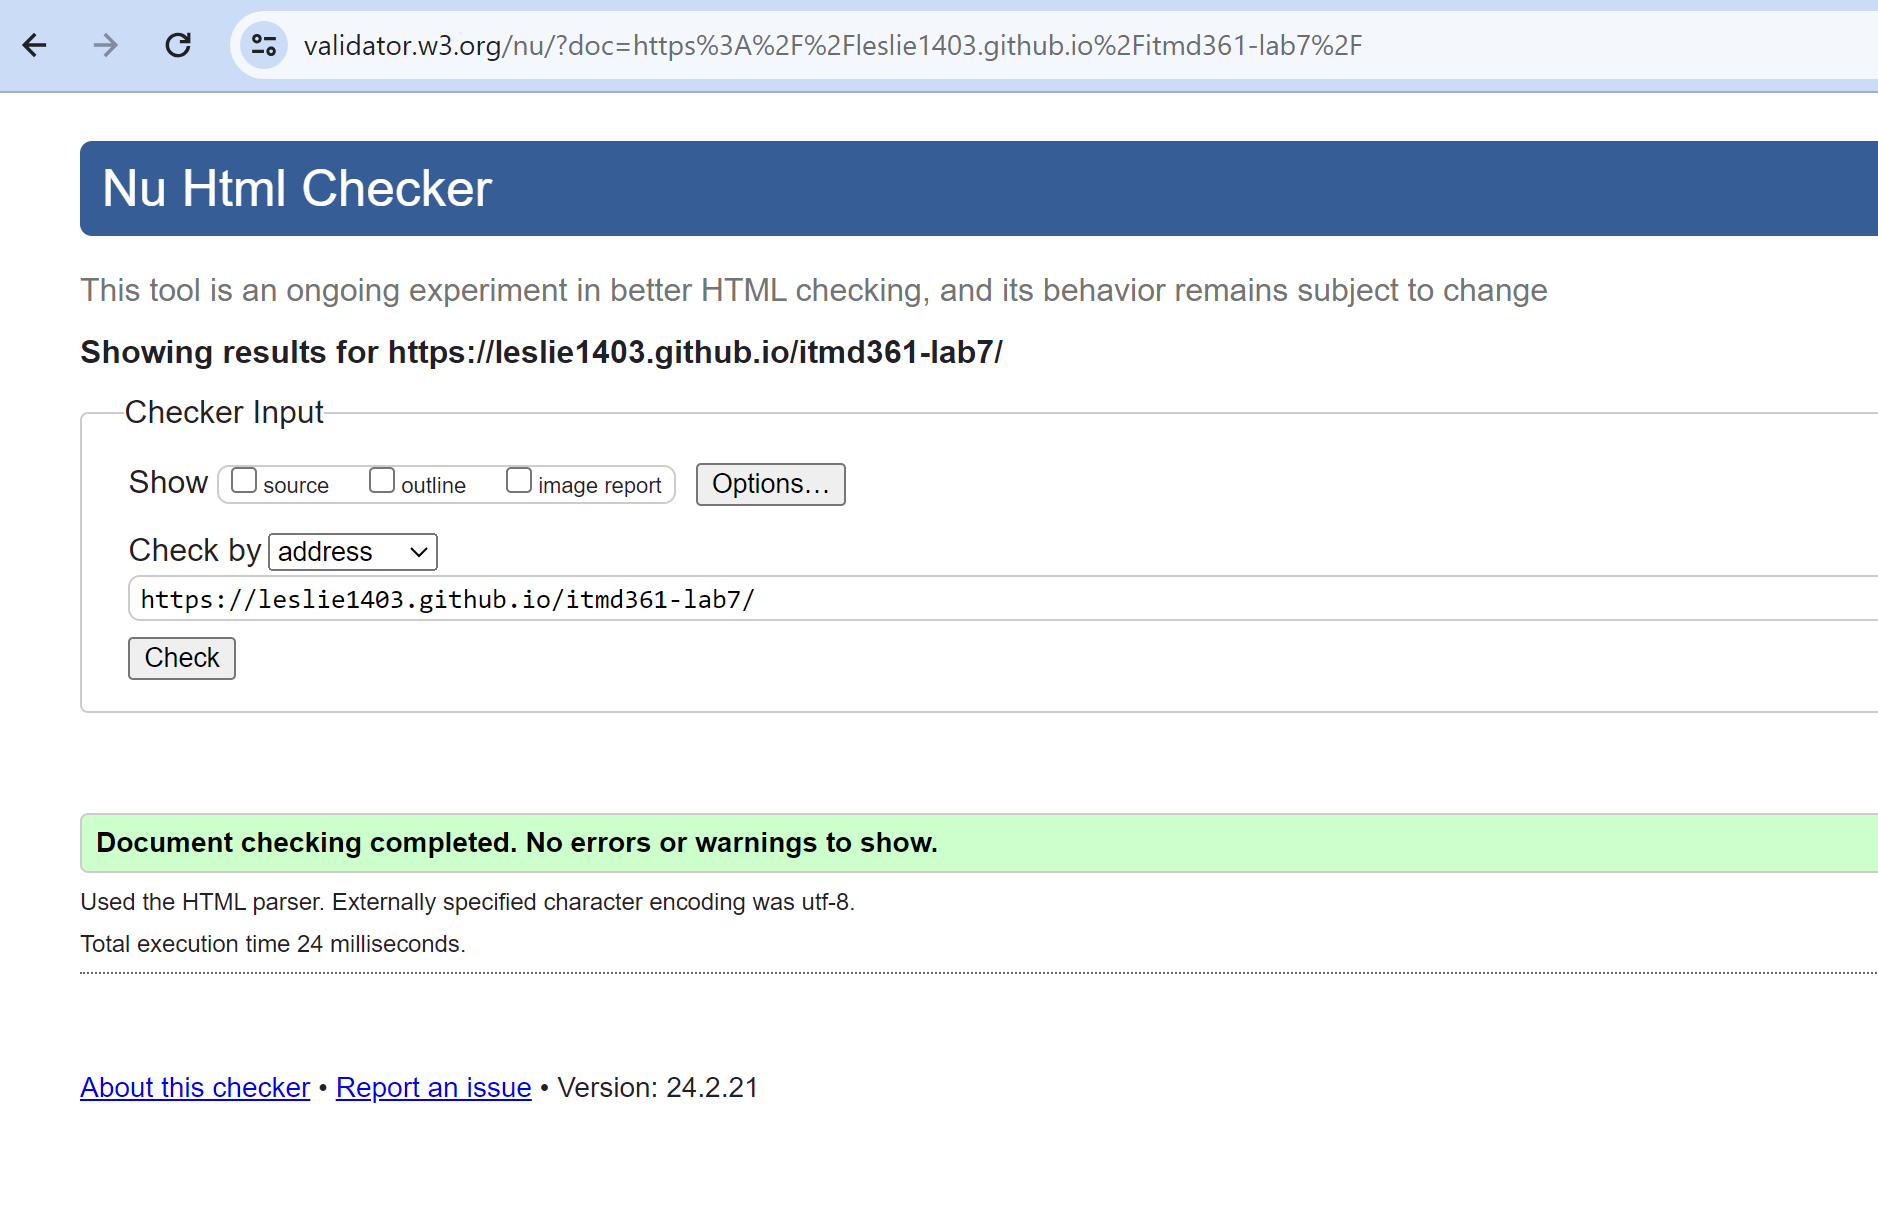 validator.w3.org/nu/?doc=https%3A%2F%2Fleslie1403.github.io%2Fitmd361-lab7%2F
Nu Html Checker
This tool is an ongoing experiment in better HTML checking, and its behavior remains subject to change
Showing results for https://leslie1403.github.io/itmd361-lab7/
Checker Input
Show source outline image report Options...
Check by address
https://leslie1403.github.io/itmd361-lab7/
Check
Document checking completed. No errors or warnings to show.
Used the HTML parser. Externally specified character encoding was utf-8.
Total execution time 24 milliseconds.
About this checker • Report an issue • Version: 24.2.21